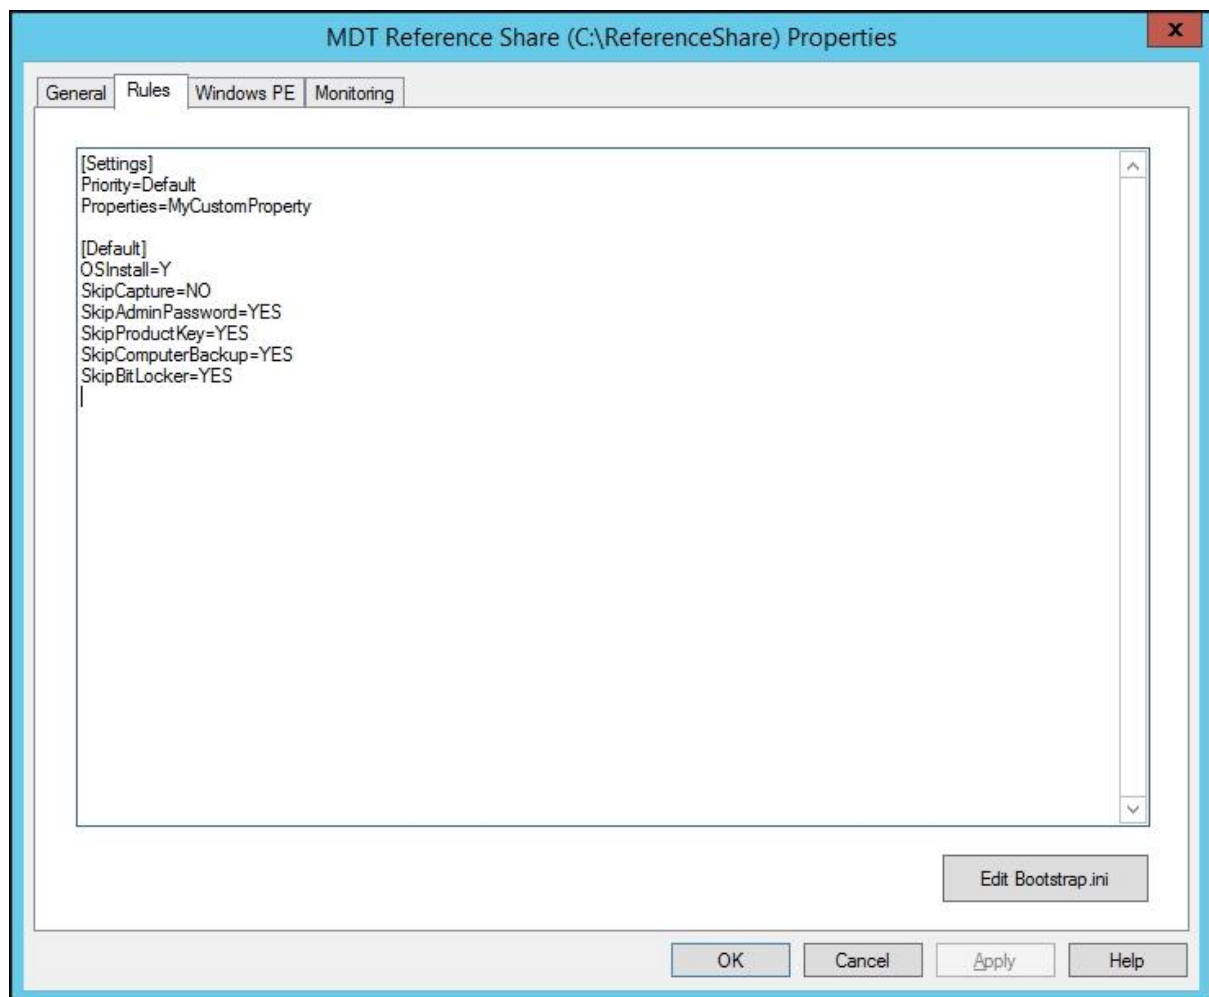 MDT Reference Share (C:\ReferenceShare) Properties
x
General Rules Windows PE Monitoring
[Settings]
Priority=Default
Properties=MyCustomProperty
[Default]
OSInstall=Y
SkipCapture=NO
SkipAdminPassword=YES
SkipProductKey=YES
SkipComputerBackup=YES
SkipBitLocker=YES
Edit Bootstrap.ini
OK Cancel Apply Help